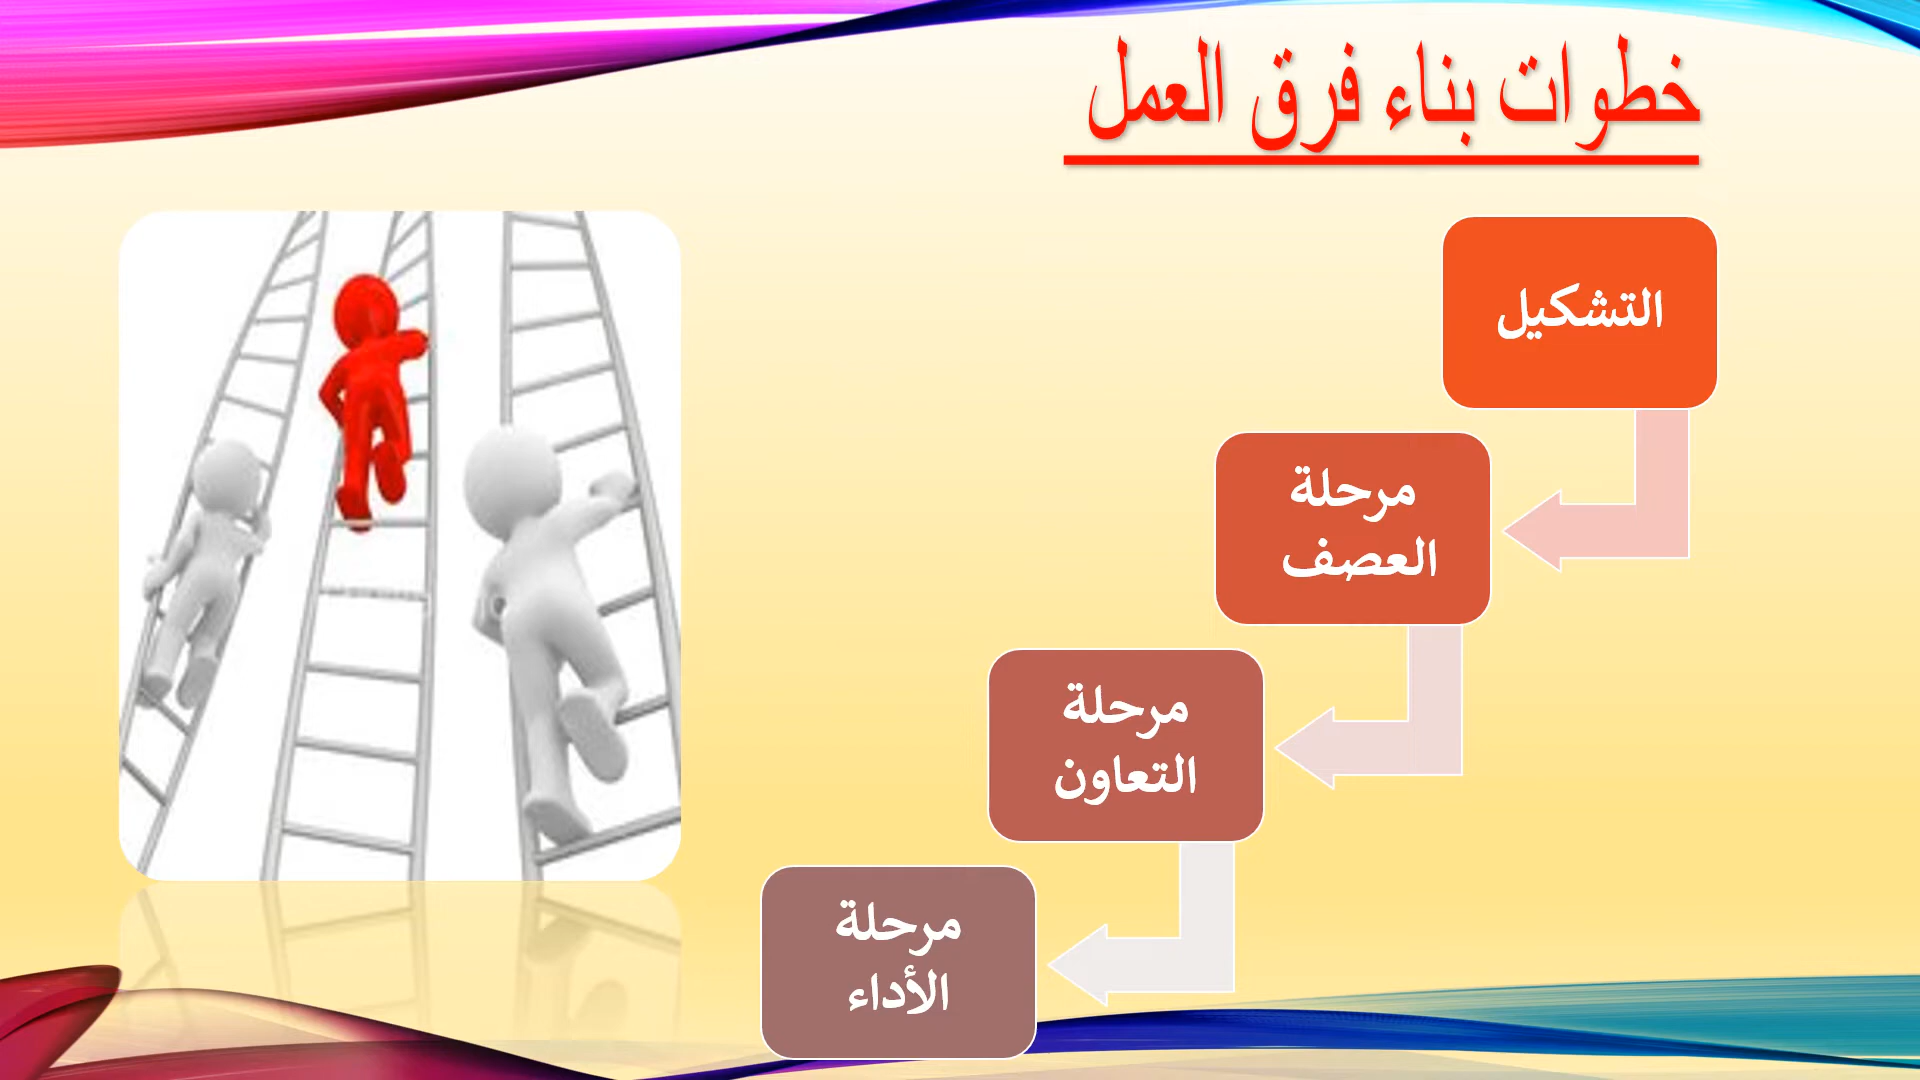 خطوات بناء فرق العمل
التشكيل
مرحلة
العصف
مرحلة
التعاون
مرحلة
الأداء